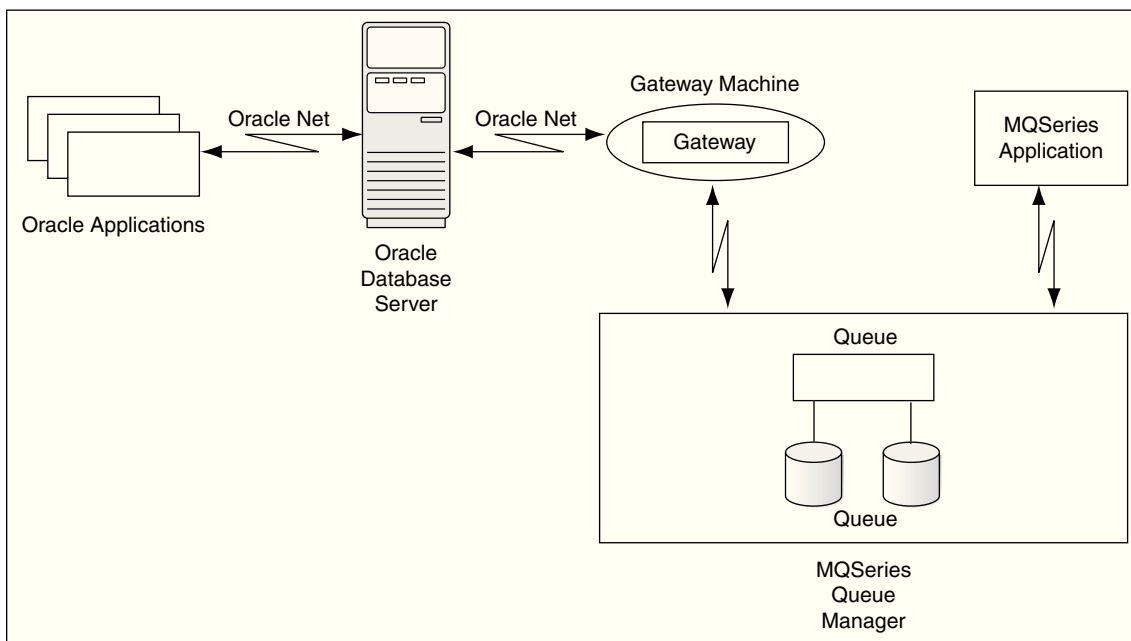 Oracle Applications
Oracle Net
Oracle
Database
Server
Oracle Net
Gateway Machine
Gateway
MQSeries
Application
Queue
Queue
MQSeries
Queue
Manager